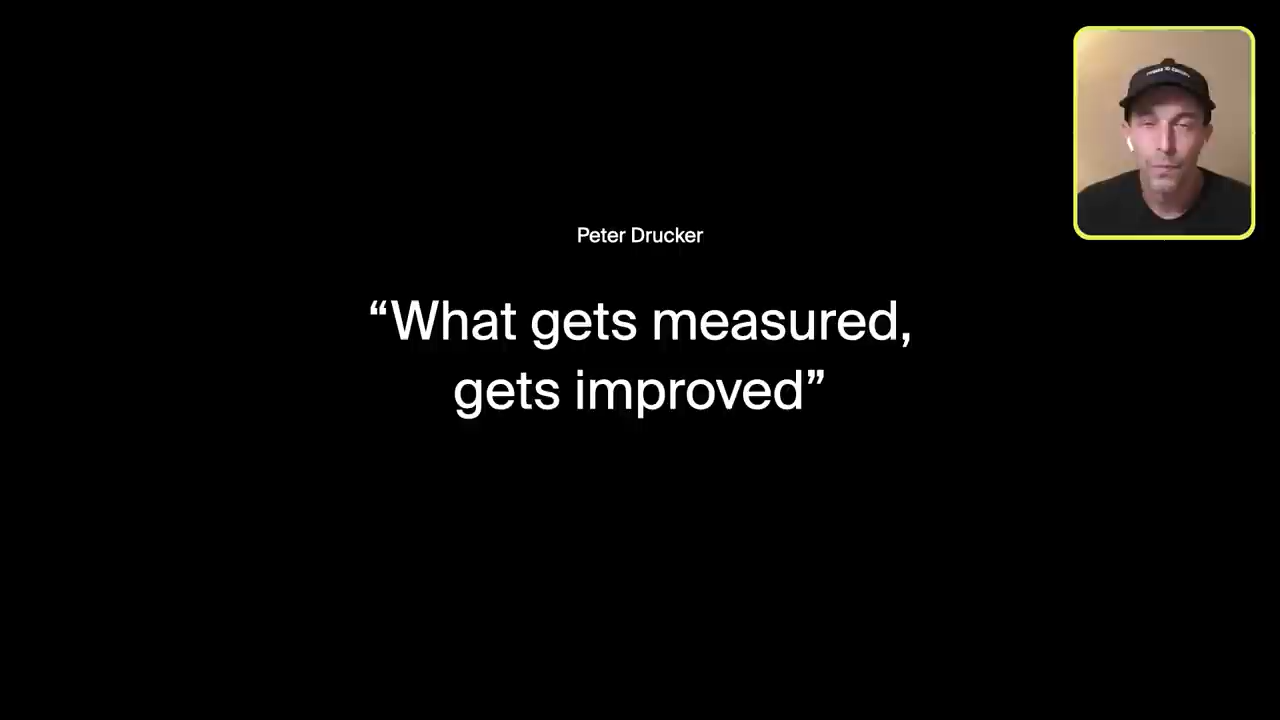 Peter Drucker
“What gets measured,
gets improved”